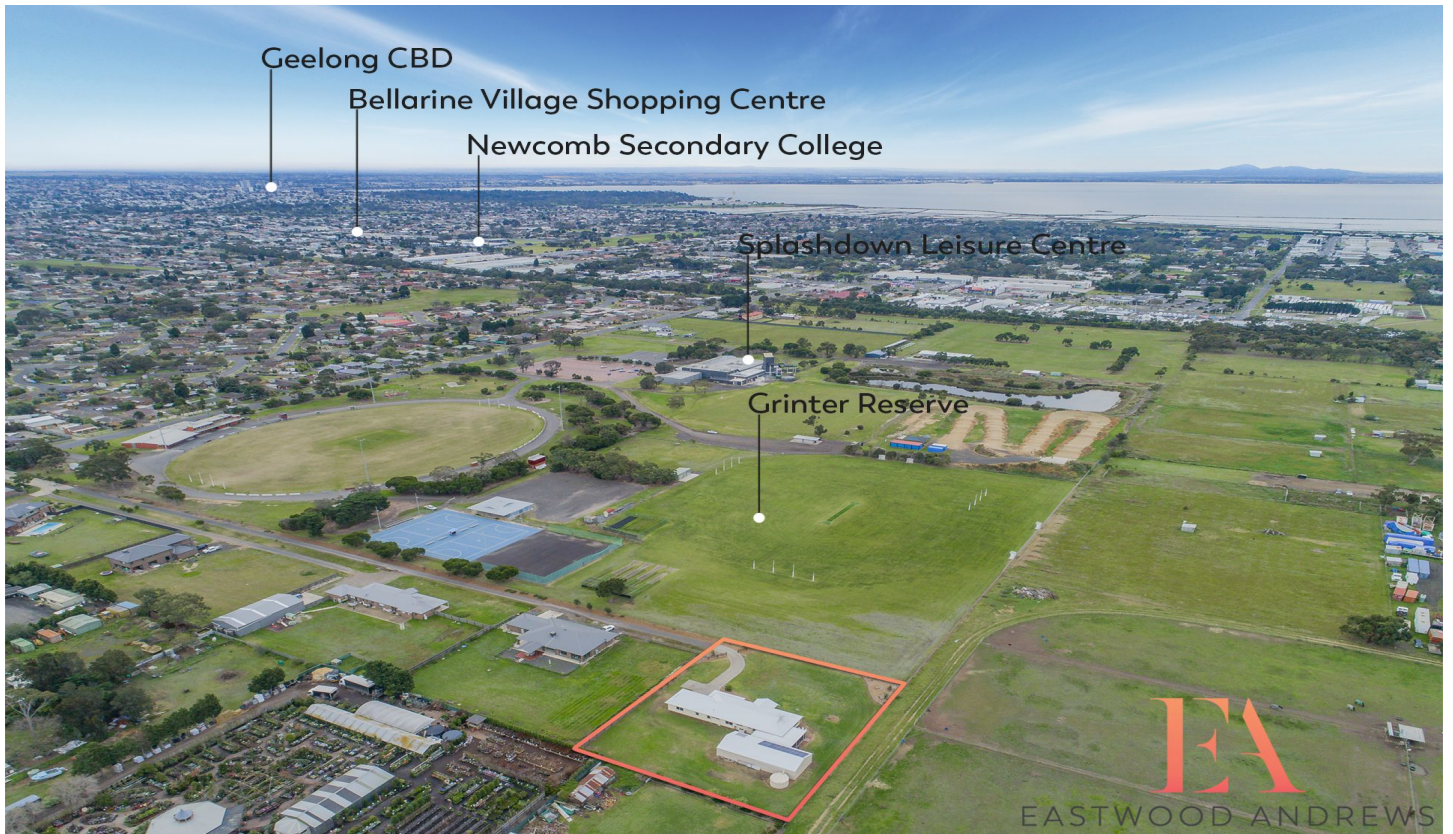 Geelong CBD
Bellarine Village Shopping Centre
Newcomb Secondary College
Splashdown Leisure Centre
Grinter Reserve
EA
EASTWOOD ANDREWS